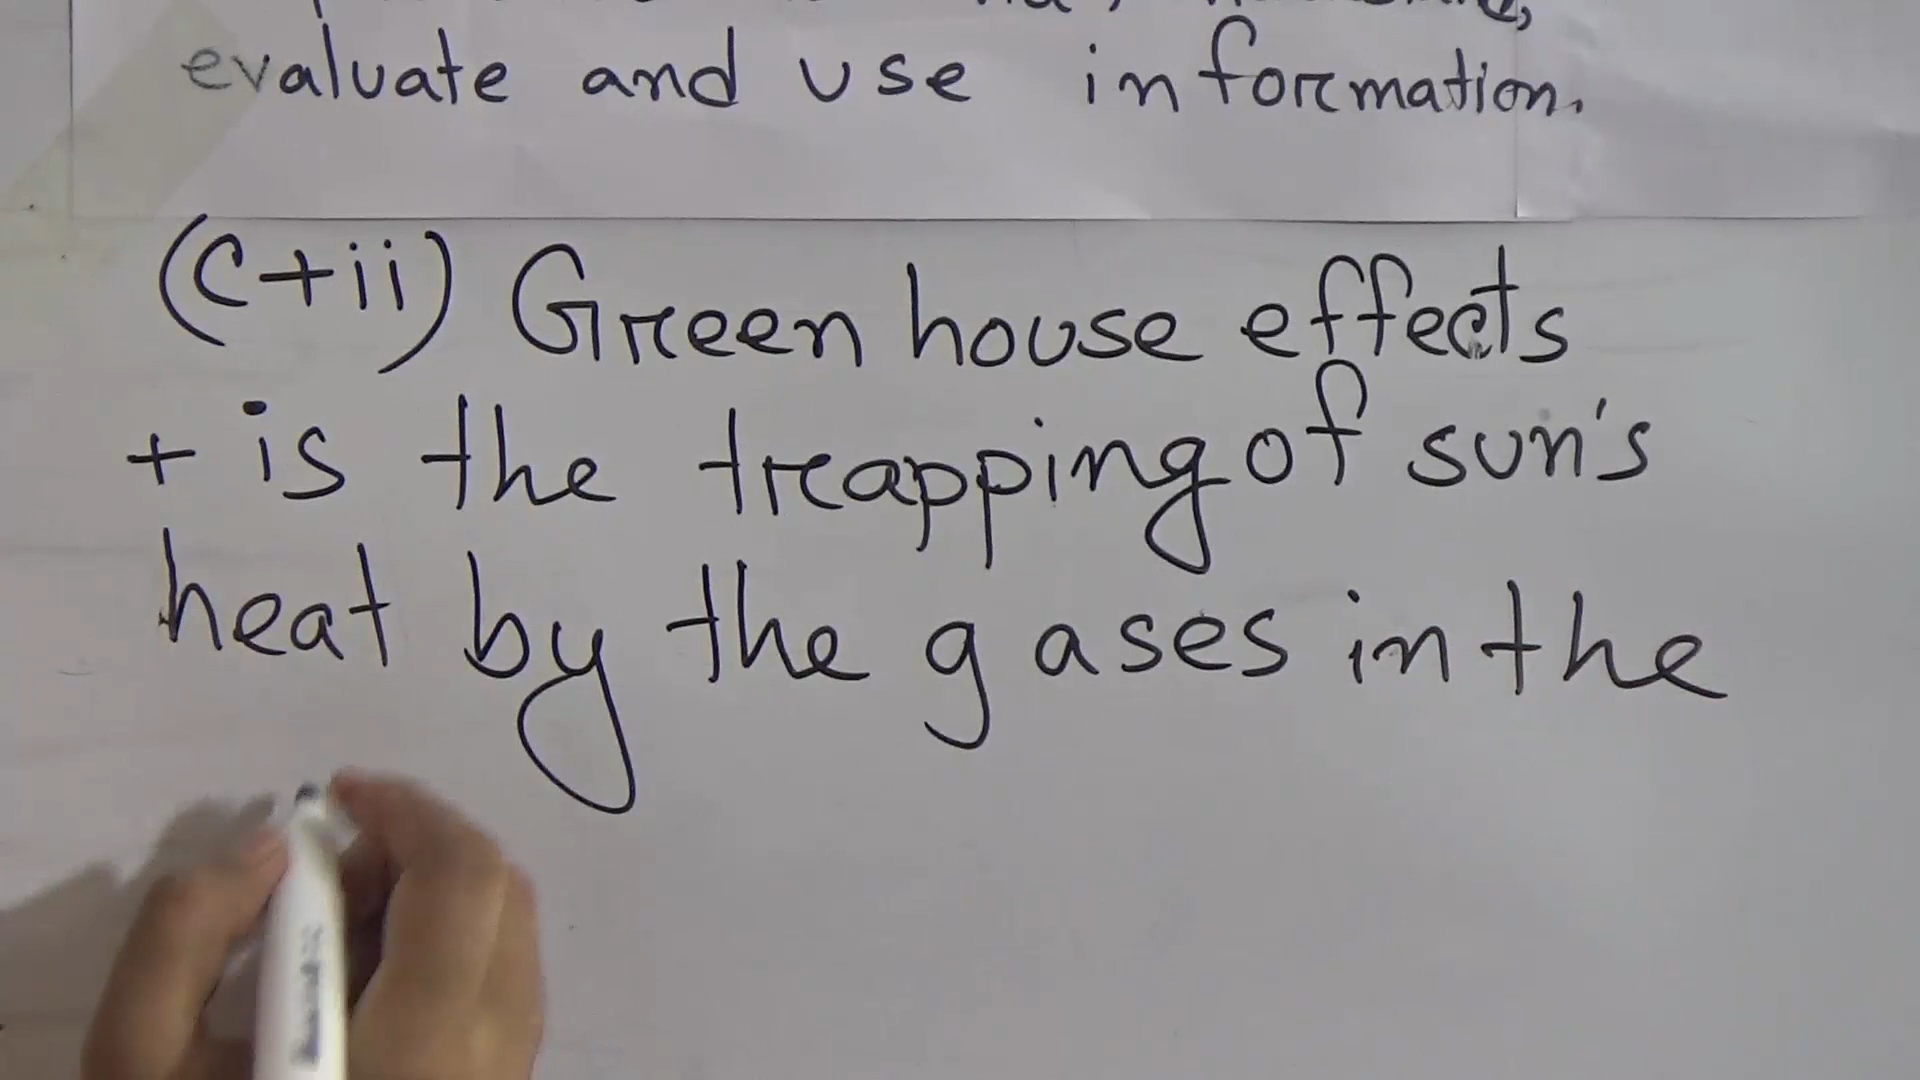 evaluate and use information.
(c+ii) Green house effects
+ is the trapping of sun's
heat by the gases in the